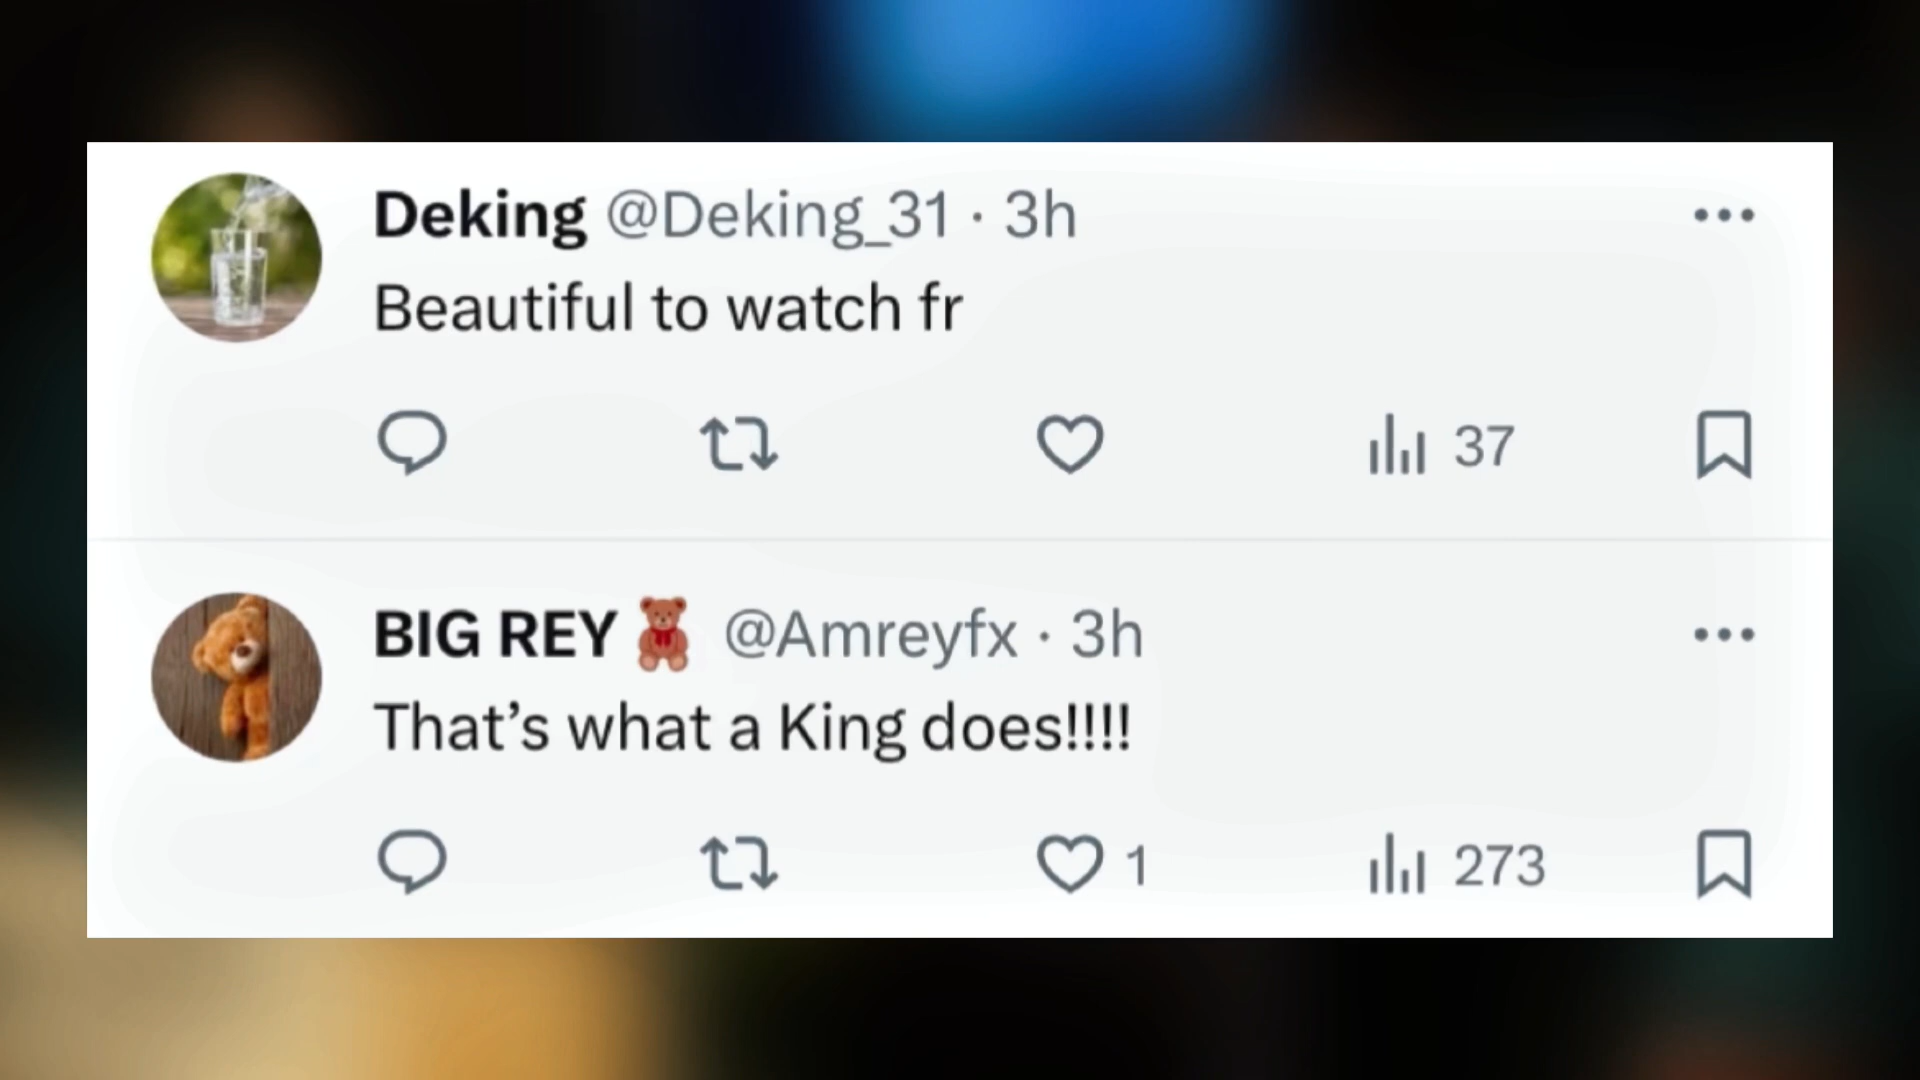 Deking @Deking_31 · 3h
Beautiful to watch fr
37
BIG REY🧸 @Amreyfx · 3h
That’s what a King does!!!!
1 273